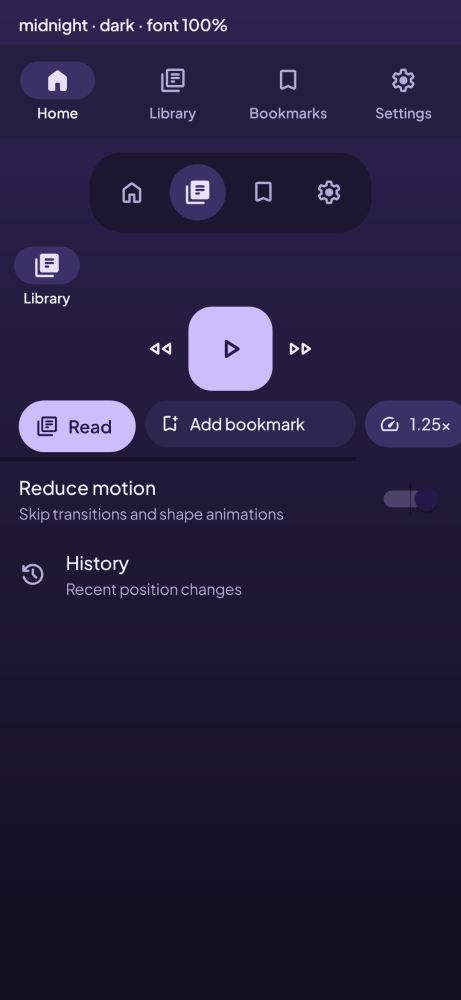 midnight · dark · font 100%
Home
Library
Bookmarks
Settings
Library
Read
Add bookmark
1.25×
Reduce motion
Skip transitions and shape animations
History
Recent position changes